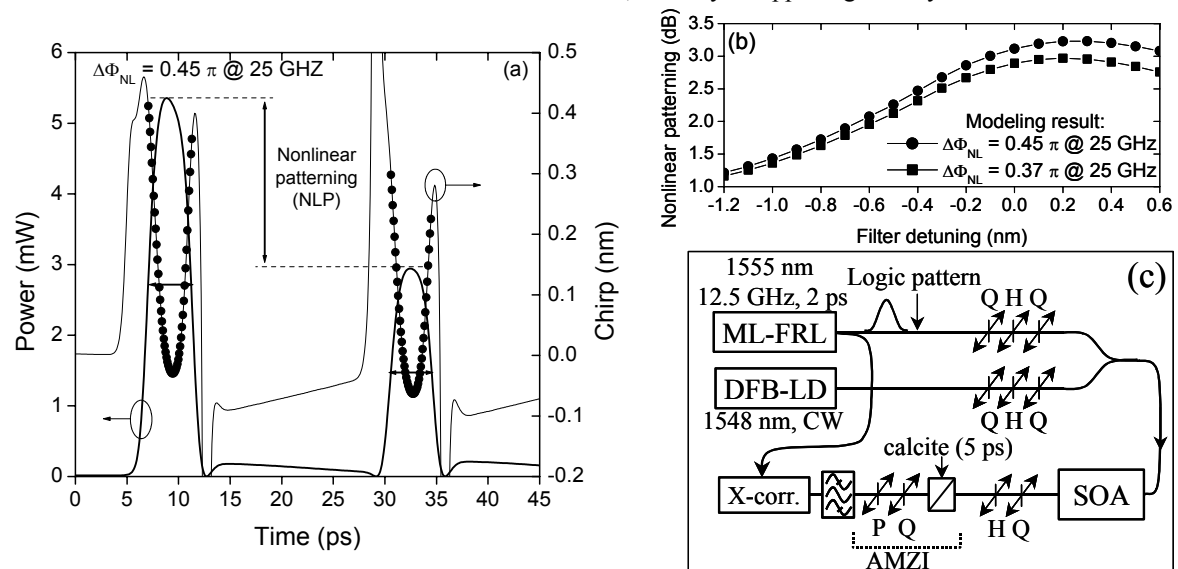 (a)
ΔΦNL = 0.45 π @ 25 GHZ
Nonlinear
patterning
(NLP)
Power (mW)
6
5
4
3
2
1
0
0 5 10 15 20 25 30 35 40 45
Time (ps)
0.5
0.4
0.3
0.2
0.1
0.0
-0.1
-0.2
Chirp (nm)
(b)
Nonlinear patterning (dB)
3.5
3.0
2.5
2.0
1.5
1.0
Modeling result:
ΔΦNL = 0.45 π @ 25 GHz
ΔΦNL = 0.37 π @ 25 GHz
-1.2 -1.0 -0.8 -0.6 -0.4 -0.2 0.0 0.2 0.4 0.6
Filter detuning (nm)
(c)
1555 nm
12.5 GHz, 2 ps
Logic pattern
Q H Q
ML-FRL
DFB-LD
1548 nm, CW
Q H Q
calcite (5 ps)
X-corr.
SOA
P Q
H Q
AMZI